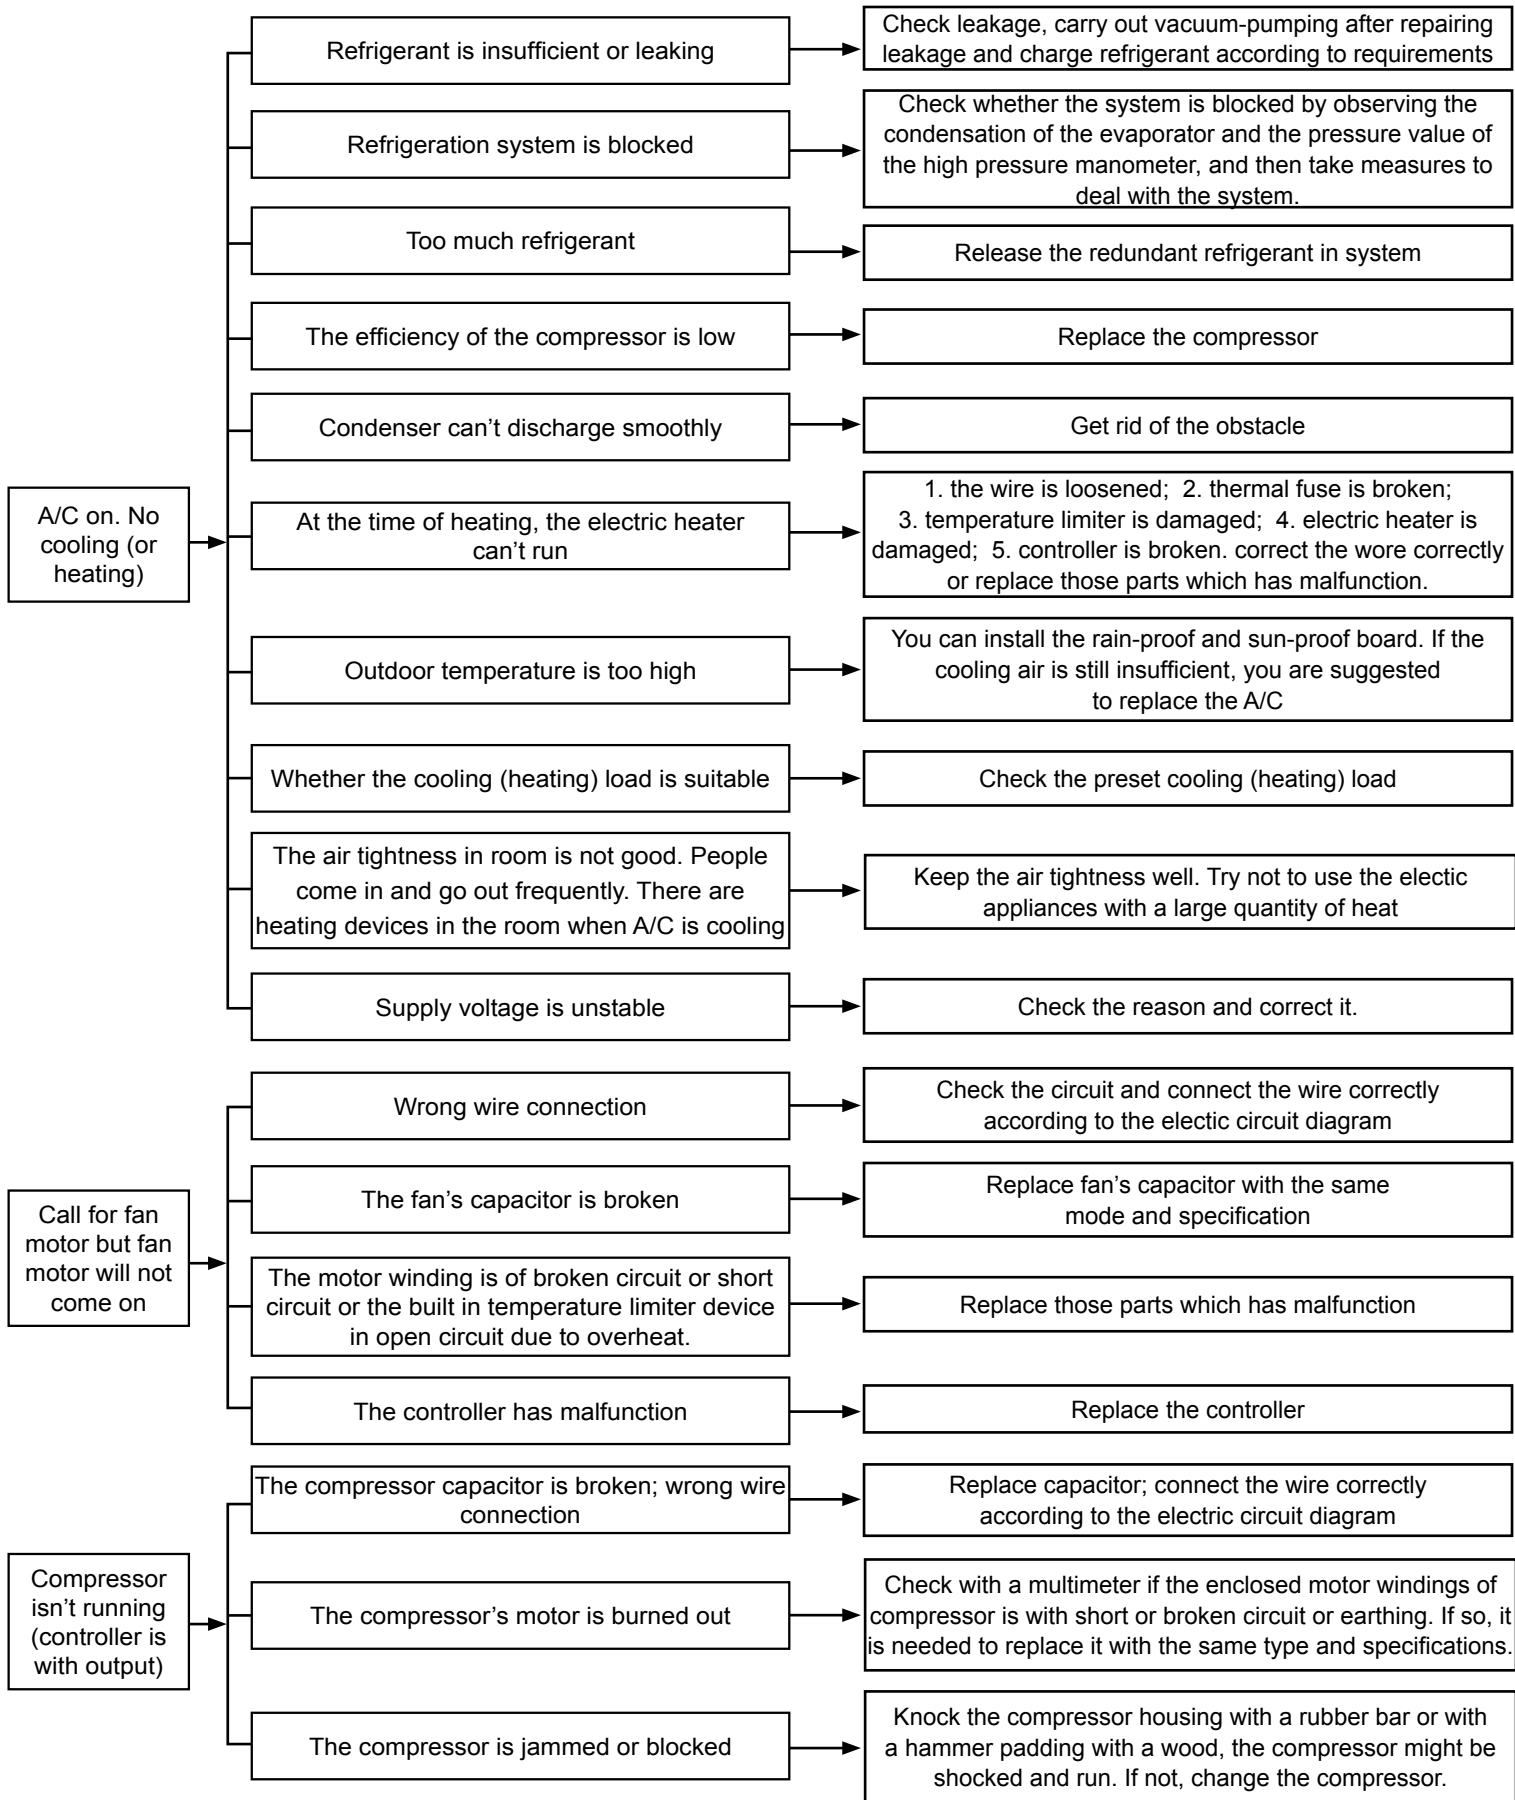 Refrigerant is insufficient or leaking
Check leakage, carry out vacuum-pumping after repairing
leakage and charge refrigerant according to requirements
Refrigeration system is blocked
Check whether the system is blocked by observing the
condensation of the evaporator and the pressure value of
the high pressure manometer, and then take measures to
deal with the system.
Too much refrigerant
Release the redundant refrigerant in system
The efficiency of the compressor is low
Replace the compressor
Condenser can't discharge smoothly
Get rid of the obstacle
A/C on. No
cooling (or
heating)
At the time of heating, the electric heater
can't run
1. the wire is loosened;  2. thermal fuse is broken;
3. temperature limiter is damaged;  4. electric heater is
damaged;  5. controller is broken. correct the wore correctly
or replace those parts which has malfunction.
Outdoor temperature is too high
You can install the rain-proof and sun-proof board. If the
cooling air is still insufficient, you are suggested
to replace the A/C
Whether the cooling (heating) load is suitable
Check the preset cooling (heating) load
The air tightness in room is not good. People
come in and go out frequently. There are
heating devices in the room when A/C is cooling
Keep the air tightness well. Try not to use the electic
appliances with a large quantity of heat
Supply voltage is unstable
Check the reason and correct it.
Wrong wire connection
Check the circuit and connect the wire correctly
according to the electic circuit diagram
Call for fan
motor but fan
motor will not
come on
The fan's capacitor is broken
Replace fan's capacitor with the same
mode and specification
The motor winding is of broken circuit or short
circuit or the built in temperature limiter device
in open circuit due to overheat.
Replace those parts which has malfunction
The controller has malfunction
Replace the controller
The compressor capacitor is broken; wrong wire
connection
Replace capacitor; connect the wire correctly
according to the electric circuit diagram
Compressor
isn't running
(controller is
with output)
The compressor's motor is burned out
Check with a multimeter if the enclosed motor windings of
compressor is with short or broken circuit or earthing. If so, it
is needed to replace it with the same type and specifications.
The compressor is jammed or blocked
Knock the compressor housing with a rubber bar or with
a hammer padding with a wood, the compressor might be
shocked and run. If not, change the compressor.